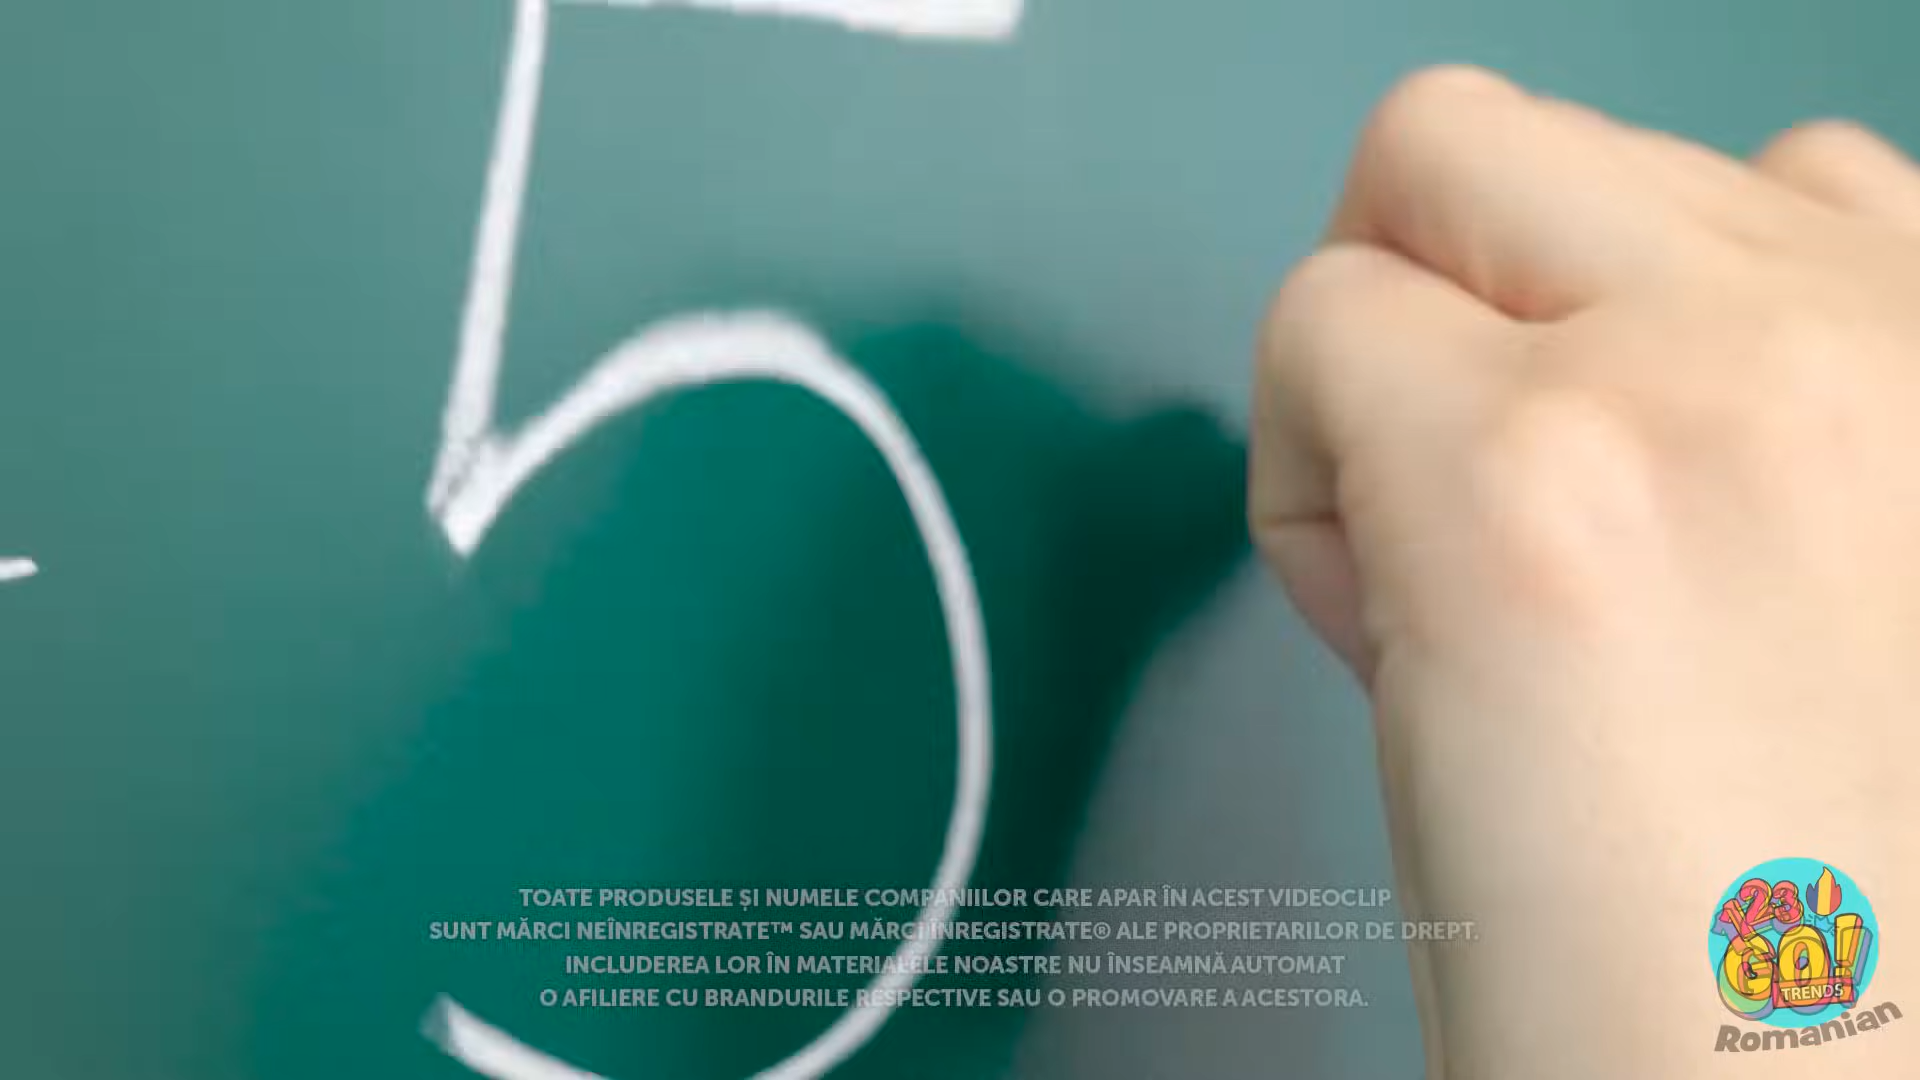 5
TOATE PRODUSELE ȘI NUMELE COMPANIILOR CARE APAR ÎN ACEST VIDEOCLIP
SUNT MĂRCI NEÎNREGISTRATE™ SAU MĂRCI ÎNREGISTRATE® ALE PROPRIETARILOR DE DREPT.
INCLUDEREA LOR ÎN MATERIALELE NOASTRE NU ÎNSEAMNĂ AUTOMAT
O AFILIERE CU BRANDURILE RESPECTIVE SAU O PROMOVARE A ACESTORA.
123
GO!
TRENDS
Romanian